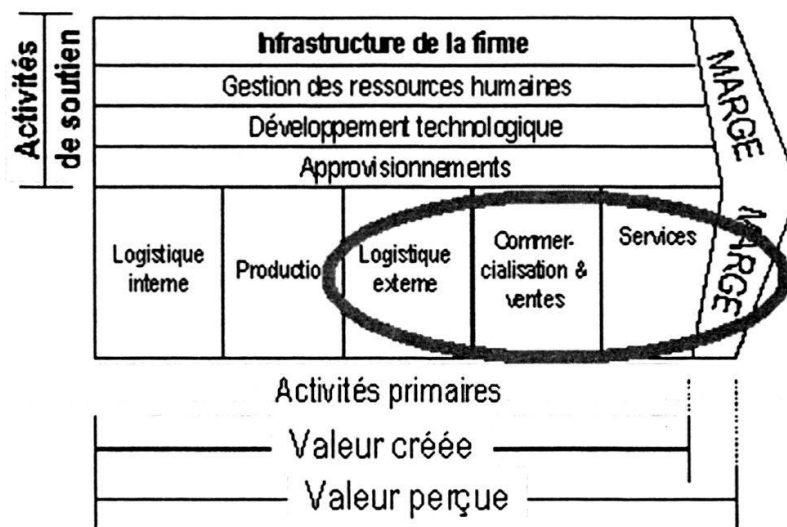 Activités
de soutien
Infrastructure de la firme
Gestion des ressources humaines
Développement technologique
Approvisionnements
MARGE
Logistique
interne
Productio
Logistique
externe
Commer-
cialisation &
ventes
Services
MARGE
Activités primaires
Valeur créée
Valeur perçue